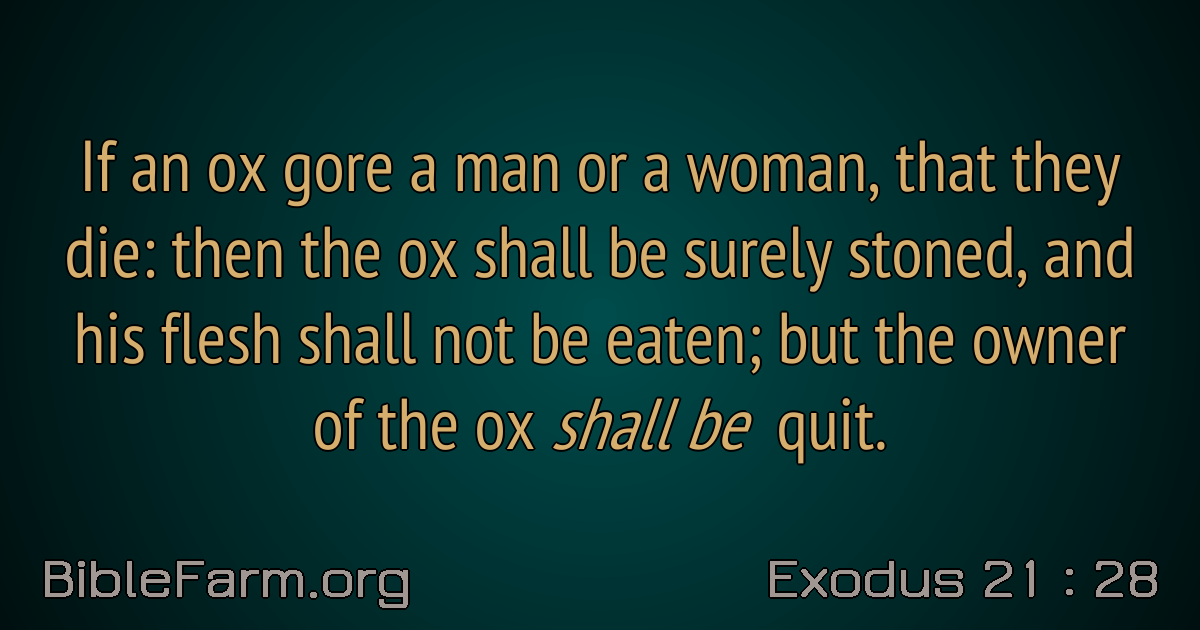 If an ox gore a man or a woman, that they
die: then the ox shall be surely stoned, and
his flesh shall not be eaten; but the owner
of the ox shall be quit.
BibleFarm.org
Exodus 21 : 28